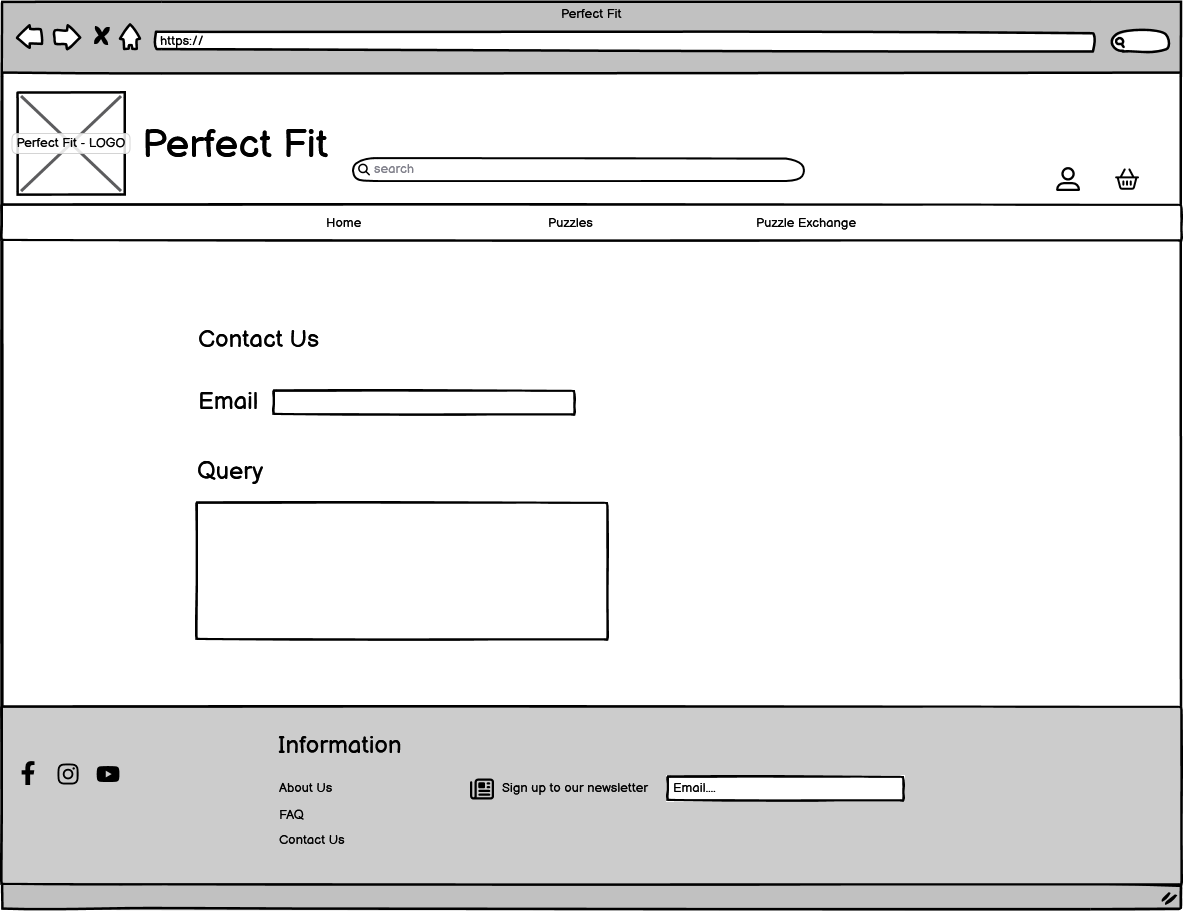 Perfect Fit
https://
Perfect Fit - LOGO
Perfect Fit
search
Home
Puzzles
Puzzle Exchange
Contact Us
Email
Query
Information
About Us
FAQ
Contact Us
Sign up to our newsletter
Email....